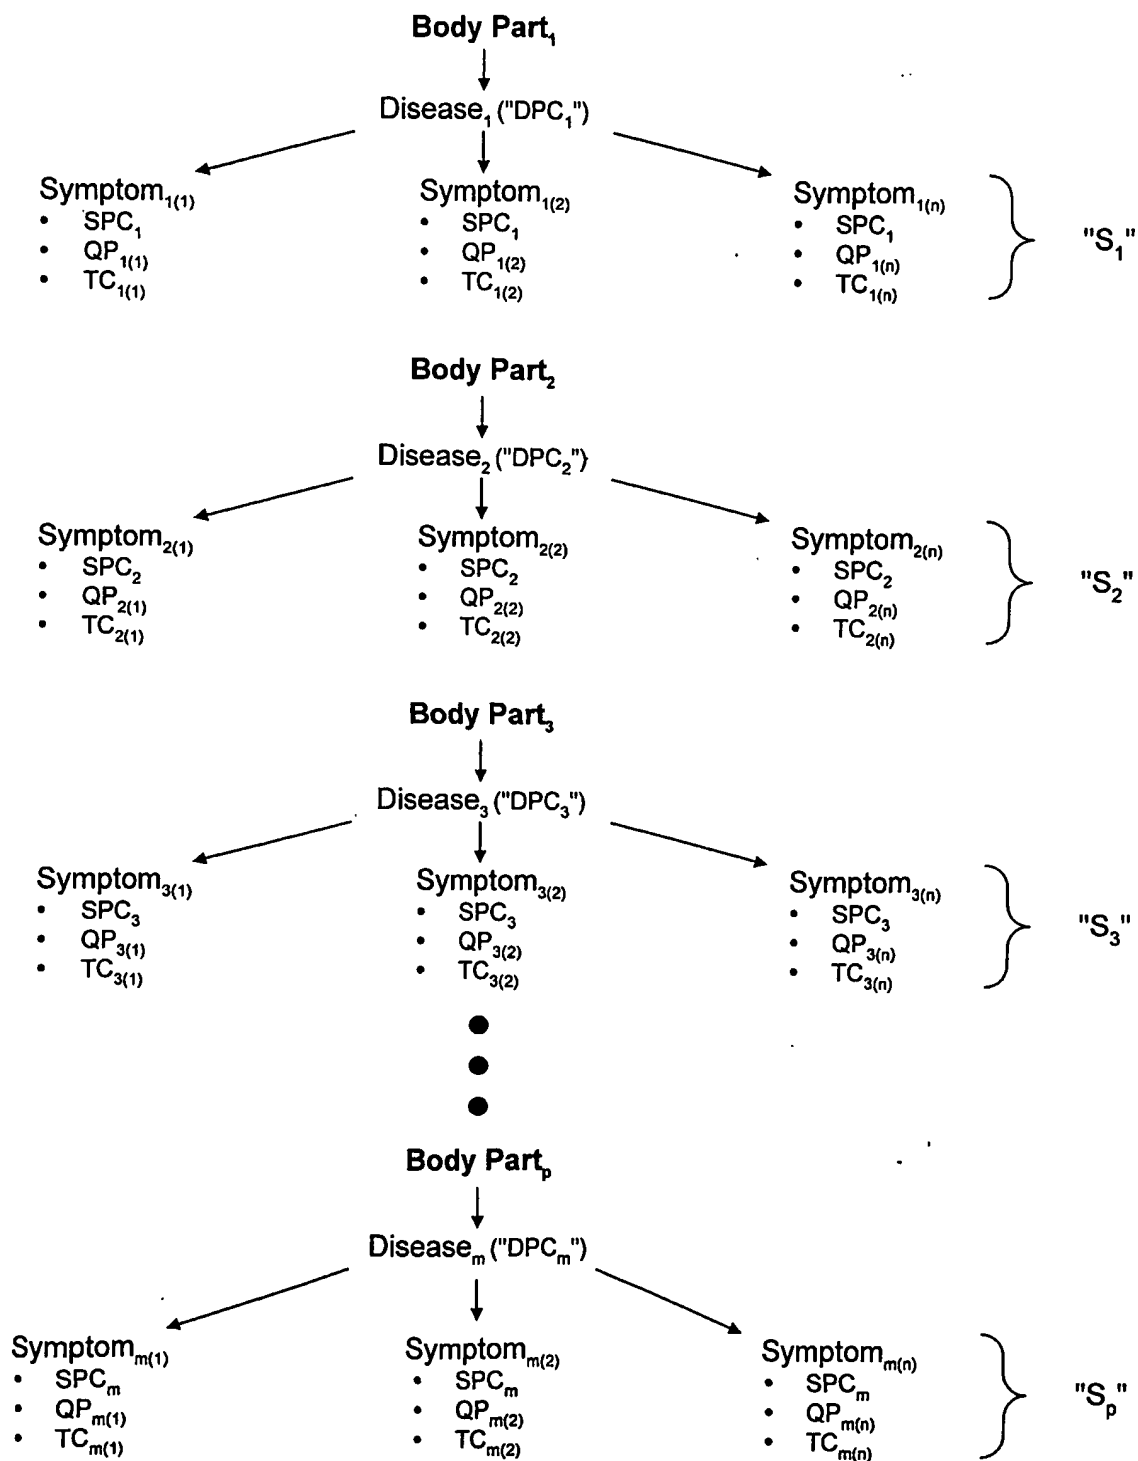 Body Part₁
Disease₁ ("DPC₁")
Symptom₁₍₁₎ Symptom₁₍₂₎ Symptom₁₍ₙ₎
• SPC₁ • SPC₁ • SPC₁
• QP₁₍₁₎ • QP₁₍₂₎ • QP₁₍ₙ₎
• TC₁₍₁₎ • TC₁₍₂₎ • TC₁₍ₙ₎
"S₁"
Body Part₂
Disease₂ ("DPC₂")
Symptom₂₍₁₎ Symptom₂₍₂₎ Symptom₂₍ₙ₎
• SPC₂ • SPC₂ • SPC₂
• QP₂₍₁₎ • QP₂₍₂₎ • QP₂₍ₙ₎
• TC₂₍₁₎ • TC₂₍₂₎ • TC₂₍ₙ₎
"S₂"
Body Part₃
Disease₃ ("DPC₃")
Symptom₃₍₁₎ Symptom₃₍₂₎ Symptom₃₍ₙ₎
• SPC₃ • SPC₃ • SPC₃
• QP₃₍₁₎ • QP₃₍₂₎ • QP₃₍ₙ₎
• TC₃₍₁₎ • TC₃₍₂₎ • TC₃₍ₙ₎
"S₃"
Body Partₚ
Diseaseₘ ("DPCₘ")
Symptomₘ₍₁₎ Symptomₘ₍₂₎ Symptomₘ₍ₙ₎
• SPCₘ • SPCₘ • SPCₘ
• QPₘ₍₁₎ • QPₘ₍₂₎ • QPₘ₍ₙ₎
• TCₘ₍₁₎ • TCₘ₍₂₎ • TCₘ₍ₙ₎
"Sₚ"